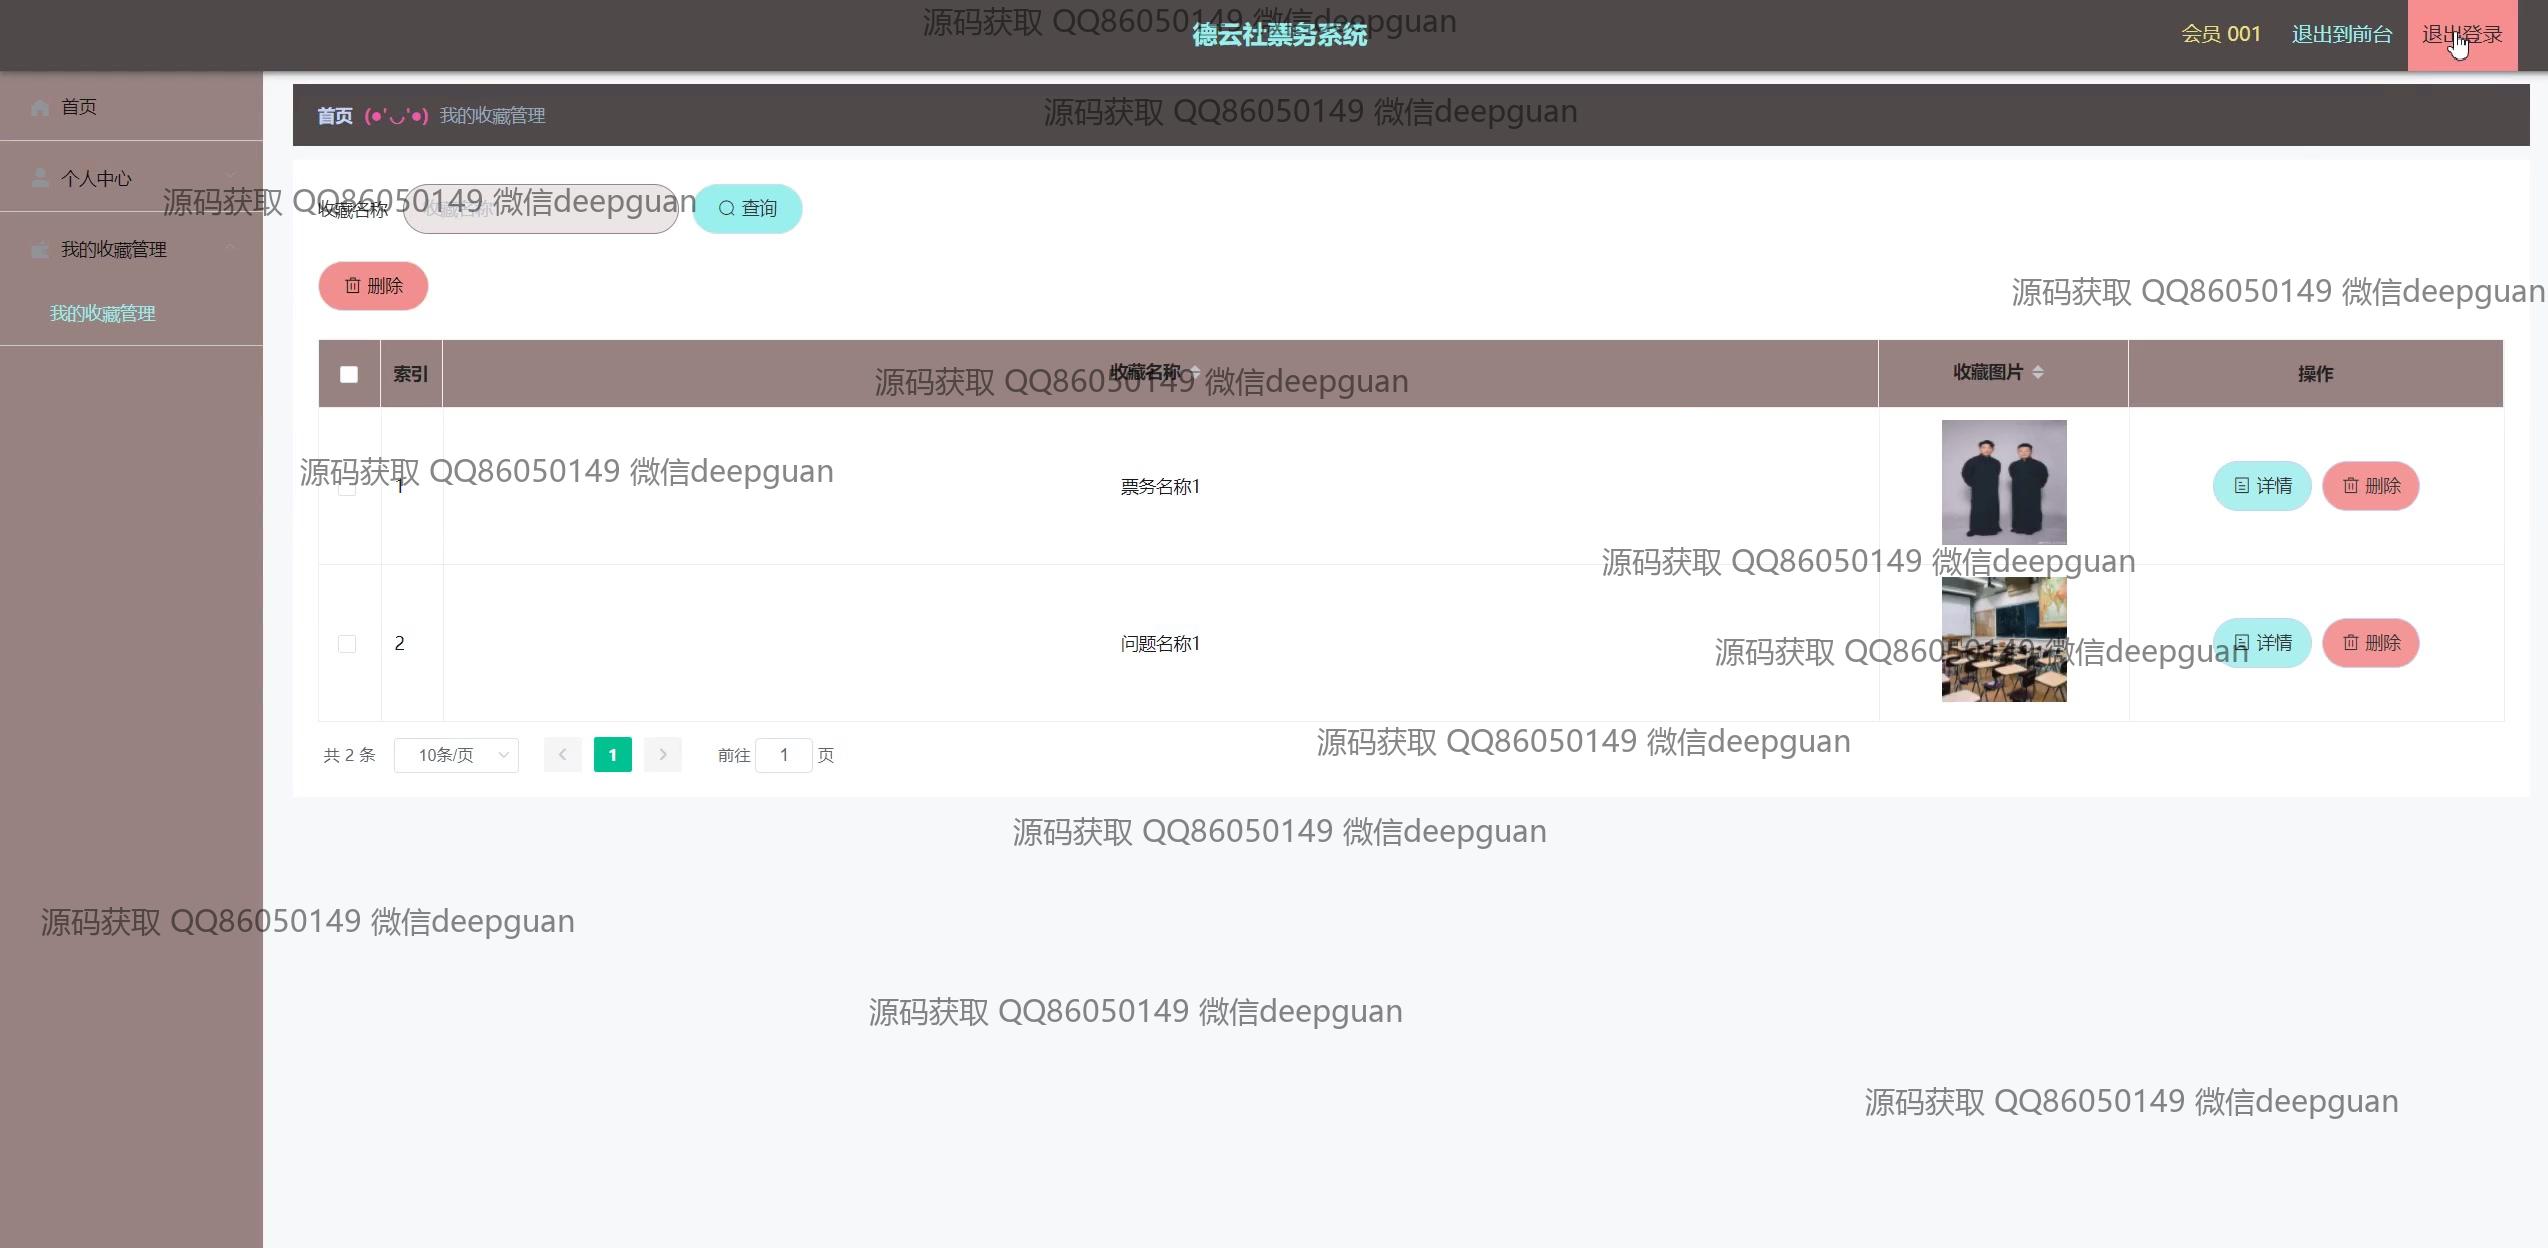 源码获取 QQ86050149 微信deepguan
德云社票务系统
会员 001
退出到前台
退出登录
首页
个人中心
我的收藏管理
我的收藏管理
首页 (●'◡'●) 我的收藏管理
源码获取 QQ86050149 微信deepguan
源码获取 QQ86050149 微信deepguan
收藏名称
收藏名称
查询
删除
源码获取 QQ86050149 微信deepguan
索引
收藏名称
收藏图片
操作
源码获取 QQ86050149 微信deepguan
源码获取 QQ86050149 微信deepguan
1
票务名称1
详情
删除
源码获取 QQ86050149 微信deepguan
2
问题名称1
详情
删除
源码获取 QQ86050149 微信deepguan
源码获取 QQ86050149 微信deepguan
共 2 条
10条/页
1
前往 1 页
源码获取 QQ86050149 微信deepguan
源码获取 QQ86050149 微信deepguan
源码获取 QQ86050149 微信deepguan
源码获取 QQ86050149 微信deepguan